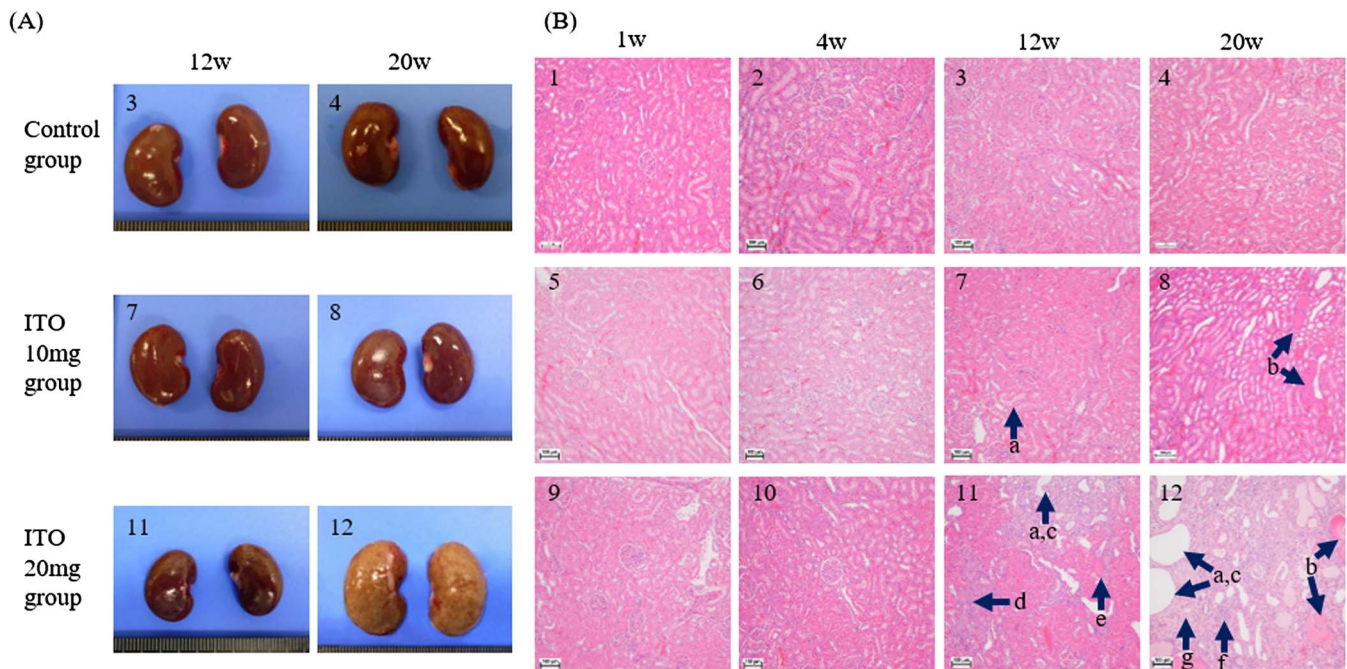 (A)
12w 20w
Control
group
3 4
ITO
10mg
group
7 8
ITO
20mg
group
11 12
(B)
1w 4w 12w 20w
1 2 3 4
5 6 7 8
a
b
9 10 11 12
a,c
d
e
a,c
b
g
f